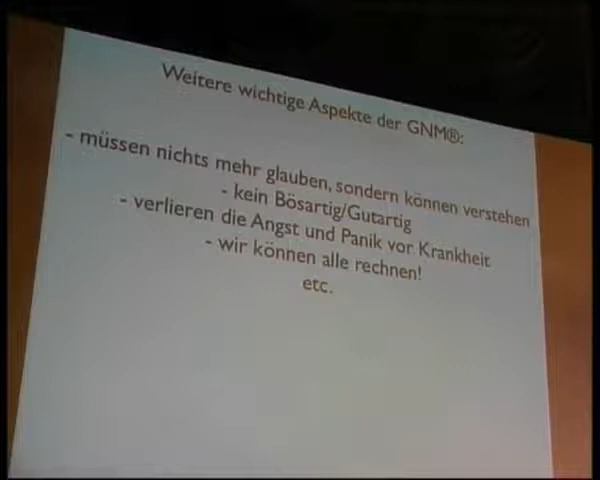 Weitere wichtige Aspekte der GNM®:
- müssen nichts mehr glauben, sondern können verstehen
- kein Bösartig/Gutartig
- verlieren die Angst und Panik vor Krankheit
- wir können alle rechnen!
etc.